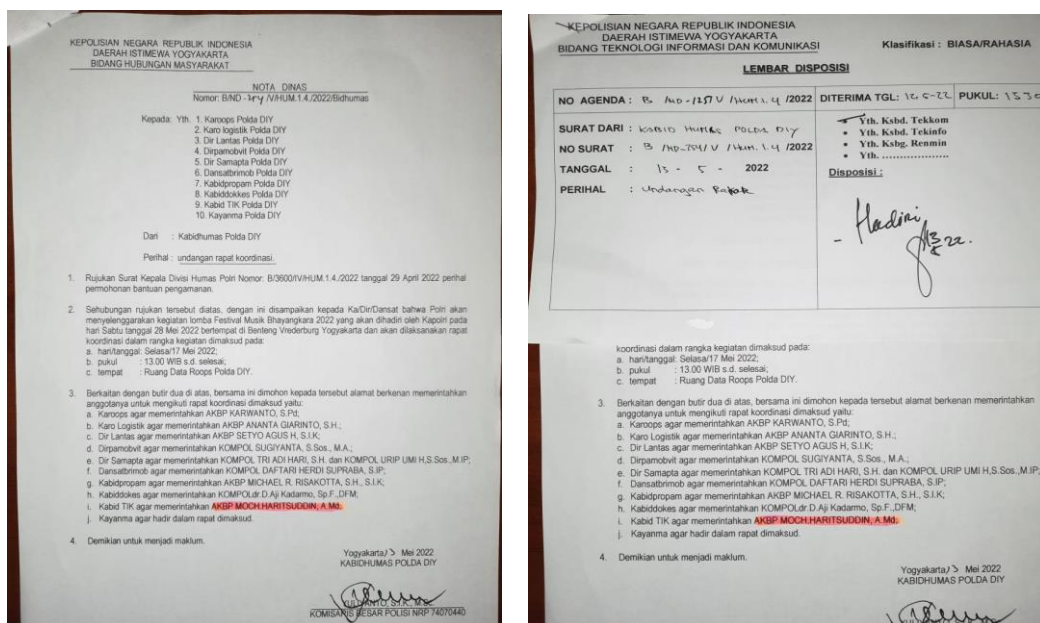 KEPOLISIAN NEGARA REPUBLIK INDONESIA
DAERAH ISTIMEWA YOGYAKARTA
BIDANG HUBUNGAN MASYARAKAT
NOTA DINAS
Nomor: B/ND - /V/HUM.1.4./2022/Bidhumas
Kepada: Yth. 1. Karoops Polda DIY
2. Karo logistik Polda DIY
3. Dir Lantas Polda DIY
4. Dirpamobvit Polda DIY
5. Dir Samapta Polda DIY
6. Dansatbrimob Polda DIY
7. Kabidpropam Polda DIY
8. Kabiddokkes Polda DIY
9. Kabid TIK Polda DIY
10. Kayanma Polda DIY
Dari : Kabidhumas Polda DIY
Perihal : undangan rapat koordinasi.
1. Rujukan Surat Kepala Divisi Humas Polri Nomor: B/3600/IV/HUM.1.4./2022 tanggal 29 April 2022 perihal
permohonan bantuan pengamanan.
2. Sehubungan rujukan tersebut diatas, dengan ini disampaikan kepada Ka/Dir/Dansat bahwa Polri akan
menyelenggarakan kegiatan lomba Festival Musik Bhayangkara 2022 yang akan dihadiri oleh Kapolri pada
hari Sabtu tanggal 28 Mei 2022 bertempat di Benteng Vrederburg Yogyakarta dan akan dilaksanakan rapat
koordinasi dalam rangka kegiatan dimaksud pada:
a. hari/tanggal: Selasa/17 Mei 2022;
b. pukul : 13.00 WIB s.d. selesai;
c. tempat : Ruang Data Roops Polda DIY.
3. Berkaitan dengan butir dua di atas, bersama ini dimohon kepada tersebut alamat berkenan memerintahkan
anggotanya untuk mengikuti rapat koordinasi dimaksud yaitu:
a. Karoops agar memerintahkan AKBP KARWANTO, S.Pd;
b. Karo Logistik agar memerintahkan AKBP ANANTA GIARINTO, S.H.;
c. Dir Lantas agar memerintahkan AKBP SETYO AGUS H, S.I.K;
d. Dirpamobvit agar memerintahkan KOMPOL SUGIYANTA, S.Sos., M.A.;
e. Dir Samapta agar memerintahkan KOMPOL TRI ADI HARI, S.H. dan KOMPOL URIP UMI H,S.Sos.,M.IP;
f. Dansatbrimob agar memerintahkan KOMPOL DAFTARI HERDI SUPRABA, S.IP;
g. Kabidpropam agar memerintahkan AKBP MICHAEL R. RISAKOTTA, S.H., S.I.K;
h. Kabiddokes agar memerintahkan KOMPOLdr.D.Aji Kadarmo, Sp.F.,DFM;
i. Kabid TIK agar memerintahkan AKBP MOCH.HARITSUDDIN, A.Md;
j. Kayanma agar hadir dalam rapat dimaksud.
4. Demikian untuk menjadi maklum.
Yogyakarta, Mei 2022
KABIDHUMAS POLDA DIY
KOMISARIS BESAR POLISI NRP 74070440
KEPOLISIAN NEGARA REPUBLIK INDONESIA
DAERAH ISTIMEWA YOGYAKARTA
BIDANG TEKNOLOGI INFORMASI DAN KOMUNIKASI
Klasifikasi : BIASA/RAHASIA
LEMBAR DISPOSISI
NO AGENDA : B /ND-1257 V /HUM 1.4 /2022 DITERIMA TGL: PUKUL:
SURAT DARI : KABID HUMAS POLDA DIY
NO SURAT : B /ND- / V /Hum.1.4 /2022
TANGGAL : 13 - 5 - 2022
PERIHAL : Undangan Rapat
Yth. Ksbd. Tekkom
• Yth. Ksbd. Tekinfo
• Yth. Ksbg. Renmin
• Yth. ..................
Disposisi :
- Hadiri
koordinasi dalam rangka kegiatan dimaksud pada:
a. hari/tanggal: Selasa/17 Mei 2022;
b. pukul : 13.00 WIB s.d. selesai;
c. tempat : Ruang Data Roops Polda DIY.
3. Berkaitan dengan butir dua di atas, bersama ini dimohon kepada tersebut alamat berkenan memerintahkan
anggotanya untuk mengikuti rapat koordinasi dimaksud yaitu:
a. Karoops agar memerintahkan AKBP KARWANTO, S.Pd;
b. Karo Logistik agar memerintahkan AKBP ANANTA GIARINTO, S.H.;
c. Dir Lantas agar memerintahkan AKBP SETYO AGUS H, S.I.K;
d. Dirpamobvit agar memerintahkan KOMPOL SUGIYANTA, S.Sos., M.A.;
e. Dir Samapta agar memerintahkan KOMPOL TRI ADI HARI, S.H. dan KOMPOL URIP UMI H,S.Sos.,M.IP;
f. Dansatbrimob agar memerintahkan KOMPOL DAFTARI HERDI SUPRABA, S.IP;
g. Kabidpropam agar memerintahkan AKBP MICHAEL R. RISAKOTTA, S.H., S.I.K;
h. Kabiddokes agar memerintahkan KOMPOLdr.D.Aji Kadarmo, Sp.F.,DFM;
i. Kabid TIK agar memerintahkan AKBP MOCH.HARITSUDDIN, A.Md;
j. Kayanma agar hadir dalam rapat dimaksud.
4. Demikian untuk menjadi maklum.
Yogyakarta, Mei 2022
KABIDHUMAS POLDA DIY